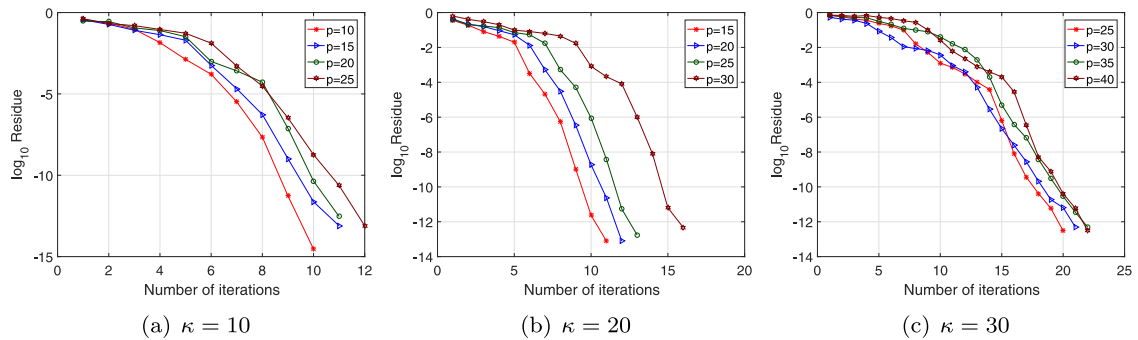 0
-5
-10
-15
log10 Residue
0 2 4 6 8 10 12
Number of iterations
p=10
p=15
p=20
p=25
(a) κ = 10
0
-2
-4
-6
-8
-10
-12
-14
log10 Residue
0 5 10 15 20
Number of iterations
p=15
p=20
p=25
p=30
(b) κ = 20
0
-2
-4
-6
-8
-10
-12
-14
log10 Residue
0 5 10 15 20 25
Number of iterations
p=25
p=30
p=35
p=40
(c) κ = 30